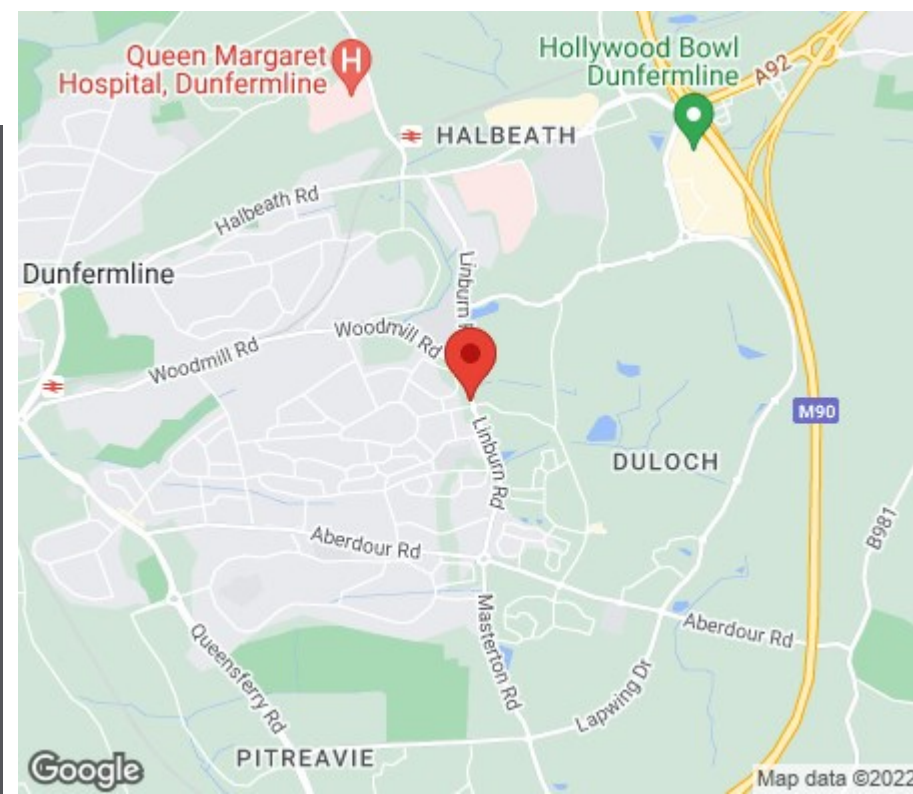 Queen Margaret
Hospital, Dunfermline
H
Hollywood Bowl
Dunfermline
A92
HALBEATH
Halbeath Rd
Linburn
Dunfermline
Woodmill Rd
Woodmill Rd
M90
Linburn Rd
DULOCH
B981
Aberdour Rd
Aberdour Rd
Masterton Rd
Queensferry Rd
Lapwing Dr
PITREAVIE
Google
Map data ©2022